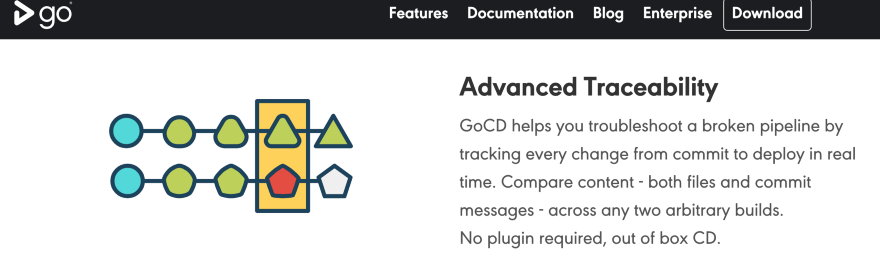 go
Features Documentation Blog Enterprise Download
Advanced Traceability
GoCD helps you troubleshoot a broken pipeline by
tracking every change from commit to deploy in real
time. Compare content - both files and commit
messages - across any two arbitrary builds.
No plugin required, out of box CD.